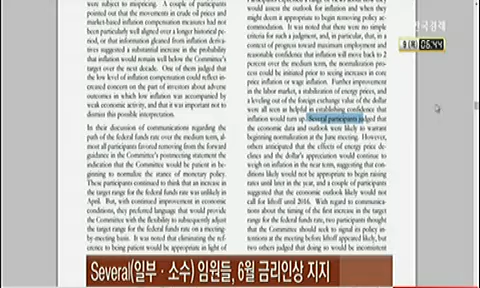 were subject to mopping. A couple of participants
pointed out that the movements in crude oil prices and
market-based inflation compensation measures had not
been particularly well aligned over a longer historical period,
or that information gleaned from inflation derivatives
suggested a substantial increase in the probability
that inflation would remain well below the Committee's
target over the next decade. One of them judged that
the low level of inflation compensation could reflect increased
concern on the part of investors about adverse
outcomes in which low inflation was accompanied by
weak economic activity, and that it was important not to
dismiss this possible interpretation.
In their discussion of communications regarding the
path of the federal funds rate over the medium term, almost
all participants favored removing from the forward
guidance in the Committee's postmeeting statement the
indication that the Committee would be patient in beginning
to normalize the stance of monetary policy.
These participants continued to think that an increase in
the target range for the federal funds rate was unlikely in
April. But, with continued improvement in economic
conditions, they preferred language that would provide
the Committee with the flexibility to subsequently adjust
the target range for the federal funds rate on a meeting-
by-meeting basis. It was noted that eliminating the reference
to being patient would be appropriate in light of
would use the outlook for inflation and when they
might deem it appropriate to begin removing policy accommodation.
It was noted that there were no simple
criteria for such a judgment, and, in particular, that, in a
context of progress toward maximum employment and
reasonable confidence that inflation will move back to 2
percent over the medium term, the normalization process
could be initiated prior to seeing increases in core
price inflation or wage inflation. Further improvement
in the labor market, a stabilization of energy prices, and
a leveling out of the foreign exchange value of the dollar
were all seen as helpful in establishing confidence that
inflation would turn up. Several participants judged that
the economic data and outlook were likely to warrant
beginning normalization at the June meeting. However,
others anticipated that the effects of energy price declines
and the dollar's appreciation would continue to
weigh on inflation in the near term, suggesting that conditions
likely would not be appropriate to begin raising
rates until later in the year, and a couple of participants
suggested that the economic outlook likely would not
call for liftoff until 2016. With regard to communications
about the timing of the first increase in the target
range for the federal funds rate, two participants thought
that the Committee should seek to signal its policy intentions
at the meeting before liftoff appeared likely, but
two others judged that doing so would be inconsistent
한국경제
06:44
Several(일부·소수) 임원들, 6월 금리인상 지지